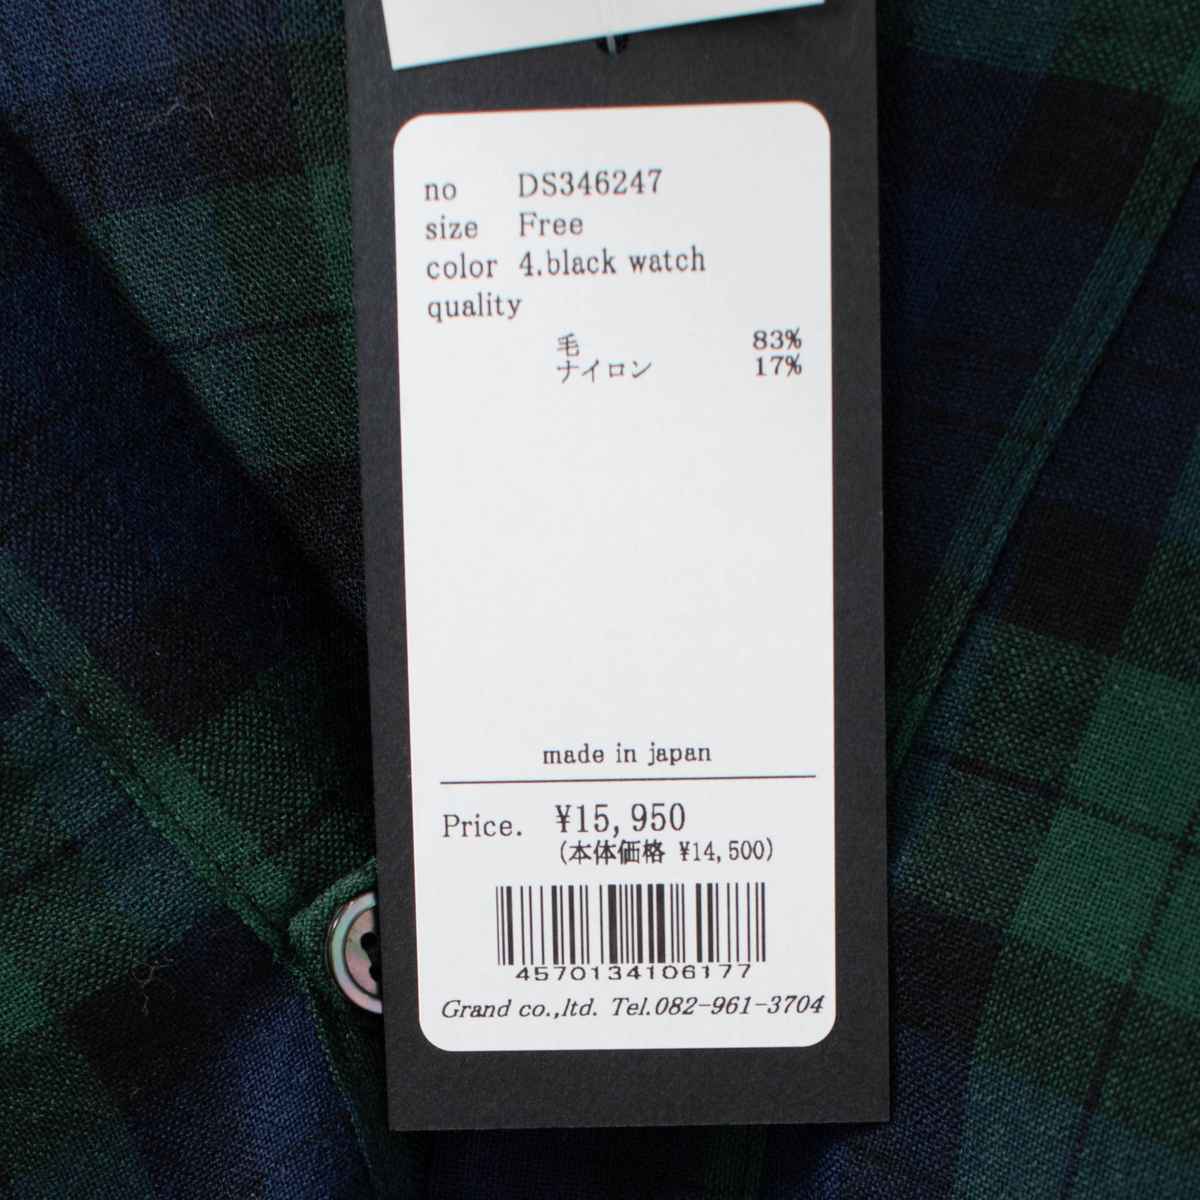 no DS346247
size Free
color 4.black watch
quality
毛 83%
ナイロン 17%
made in japan
Price. ¥15,950
(本体価格 ¥14,500)
4570134106177
Grand co.,ltd. Tel.082-961-3704